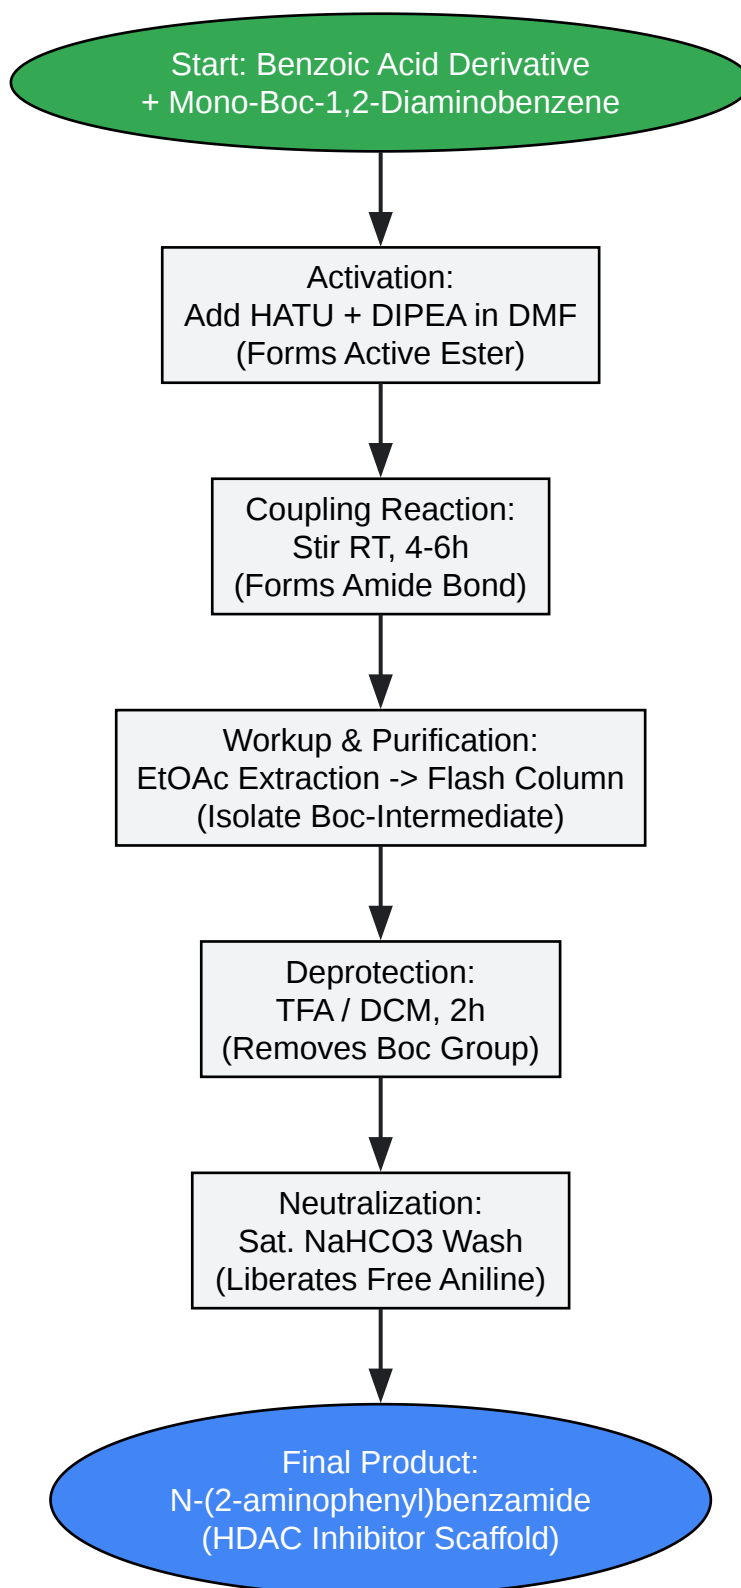 Start: Benzoic Acid Derivative
+ Mono-Boc-1,2-Diaminobenzene
Activation:
Add HATU + DIPEA in DMF
(Forms Active Ester)
Coupling Reaction:
Stir RT, 4-6h
(Forms Amide Bond)
Workup & Purification:
EtOAc Extraction -> Flash Column
(Isolate Boc-Intermediate)
Deprotection:
TFA / DCM, 2h
(Removes Boc Group)
Neutralization:
Sat. NaHCO3 Wash
(Liberates Free Aniline)
Final Product:
N-(2-aminophenyl)benzamide
(HDAC Inhibitor Scaffold)